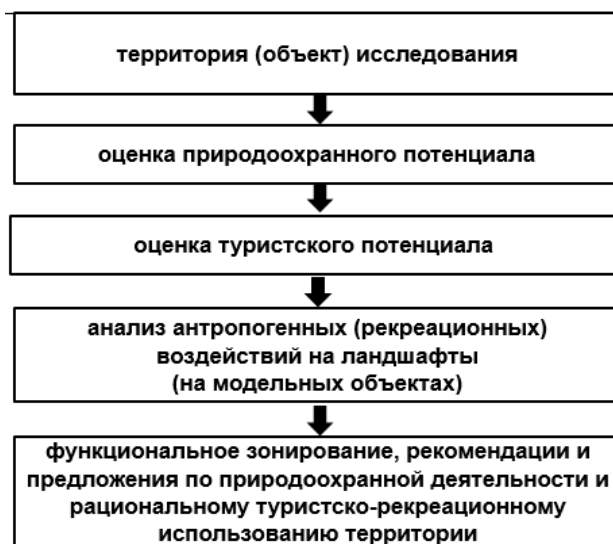 территория (объект) исследования
оценка природоохранного потенциала
оценка туристского потенциала
анализ антропогенных (рекреационных)
воздействий на ландшафты
(на модельных объектах)
функциональное зонирование, рекомендации и
предложения по природоохранной деятельности и
рациональному туристско-рекреационному
использованию территории